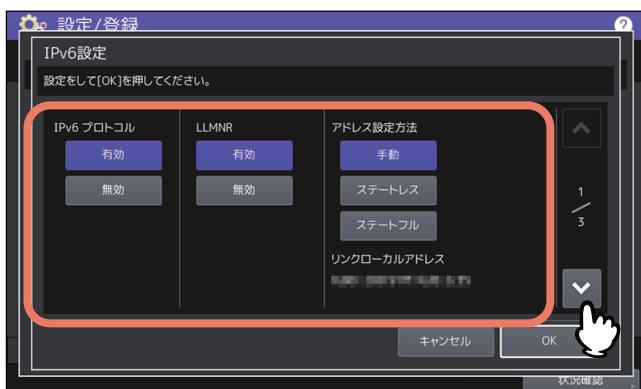 設定/登録
?
IPv6設定
設定をして[OK]を押してください。
IPv6 プロトコル
有効
無効
LLMNR
有効
無効
アドレス設定方法
手動
ステートレス
ステートフル
リンクローカルアドレス
1
3
キャンセル
OK
状況確認